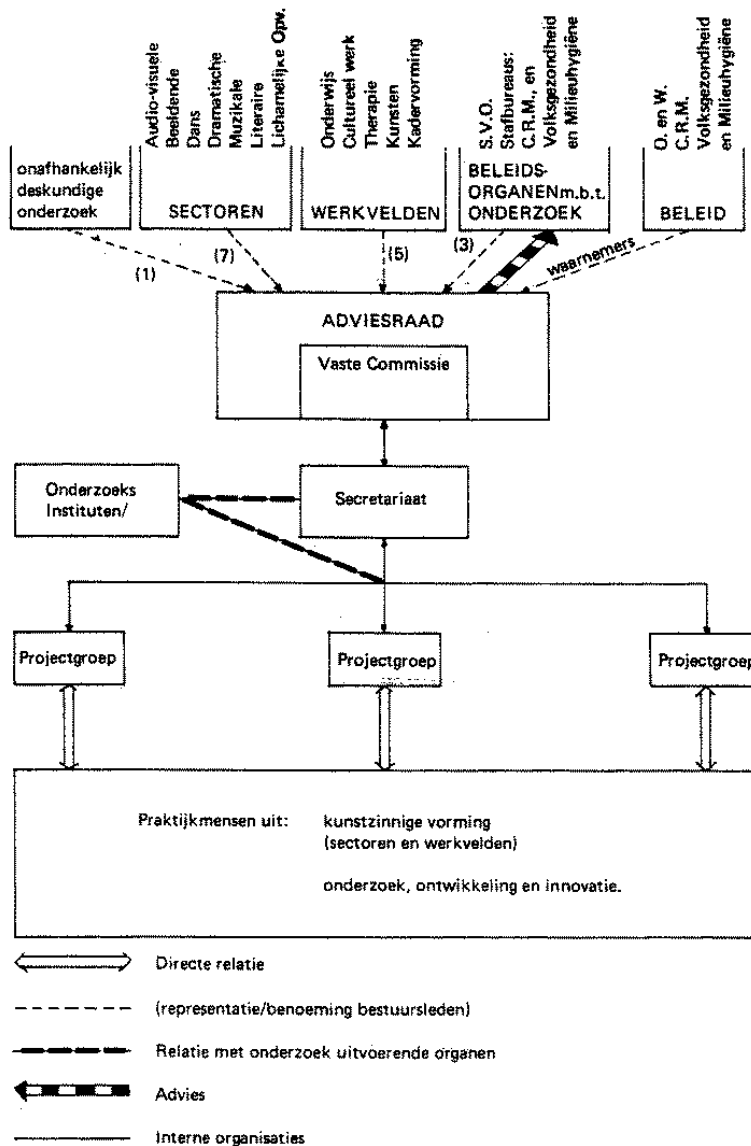 Audio-visuele
Beeldende
Dans
Dramatische
Muzikale
Literaire
Lichamelijke Opv.
Onderwijs
Cultureel werk
Therapie
Kunsten
Kadervorming
S.V.O.
Stafbureaus:
C.R.M., en
Volksgezondheid
en Milieuhygiëne
O. en W.
C.R.M.
Volksgezondheid
en Milieuhygiëne
onafhankelijk
deskundige
onderzoek
SECTOREN
WERKVELDEN
BELEIDS-
ORGANEN m.b.t.
ONDERZOEK
BELEID
(1)
(7)
(5)
(3)
waarnemers
ADVIESRAAD
Vaste Commissie
Onderzoeks
Instituten/
Secretariaat
Projectgroep
Projectgroep
Projectgroep
Praktijkmensen uit: kunstzinnige vorming
(sectoren en werkvelden)
onderzoek, ontwikkeling en innovatie.
Directe relatie
(representatie/benoeming bestuursleden)
Relatie met onderzoek uitvoerende organen
Advies
Interne organisaties